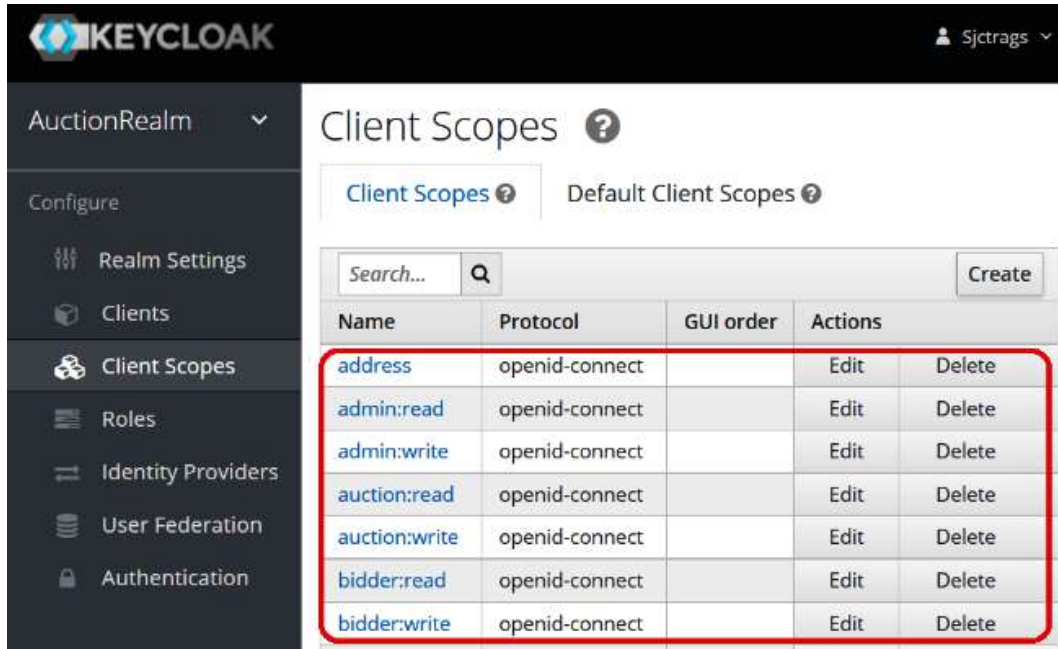 KEYCLOAK
Sjctrags
AuctionRealm
Client Scopes
Client Scopes Default Client Scopes
Configure
Realm Settings
Clients
Client Scopes
Roles
Identity Providers
User Federation
Authentication
Search... Create
Name Protocol GUI order Actions
address openid-connect Edit Delete
admin:read openid-connect Edit Delete
admin:write openid-connect Edit Delete
auction:read openid-connect Edit Delete
auction:write openid-connect Edit Delete
bidder:read openid-connect Edit Delete
bidder:write openid-connect Edit Delete